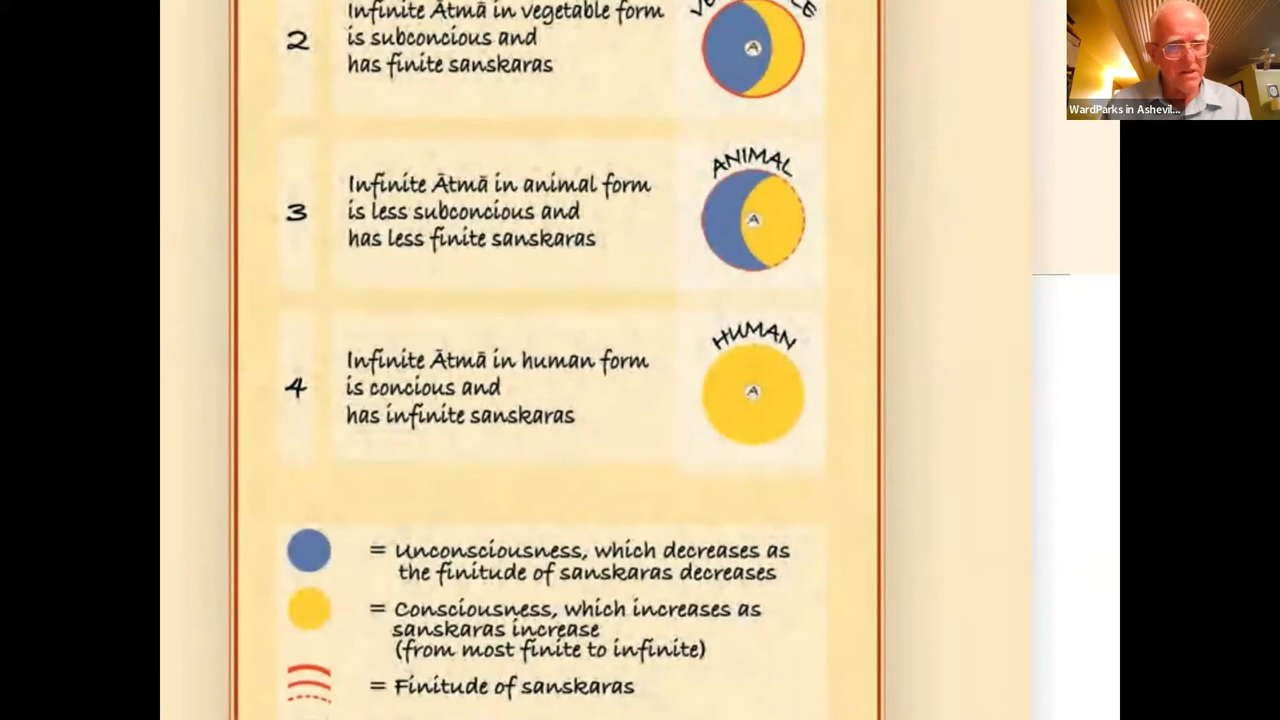 2
Infinite Ātmā in vegetable form
is subconcious and
has finite sanskaras
A
ANIMAL
3
Infinite Ātmā in animal form
is less subconcious and
has less finite sanskaras
A
HUMAN
4
Infinite Ātmā in human form
is concious and
has infinite sanskaras
A
= Unconsciousness, which decreases as
the finitude of sanskaras decreases
= Consciousness, which increases as
sanskaras increase
(from most finite to infinite)
= Finitude of sanskaras
WardParks in Ashevil...